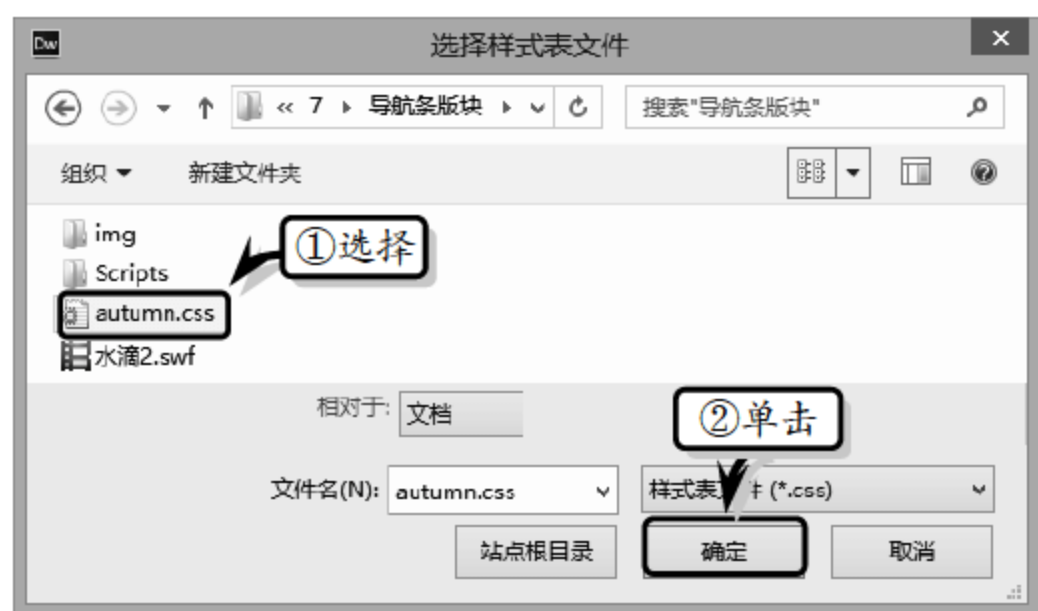 Dw 选择样式表文件
« 7 导航条版块 搜索"导航条版块"
组织 新建文件夹
img
①选择
Scripts
autumn.css
水滴2.swf
相对于: 文档
②单击
文件名(N): autumn.css 样式表 (*.css)
站点根目录 确定 取消